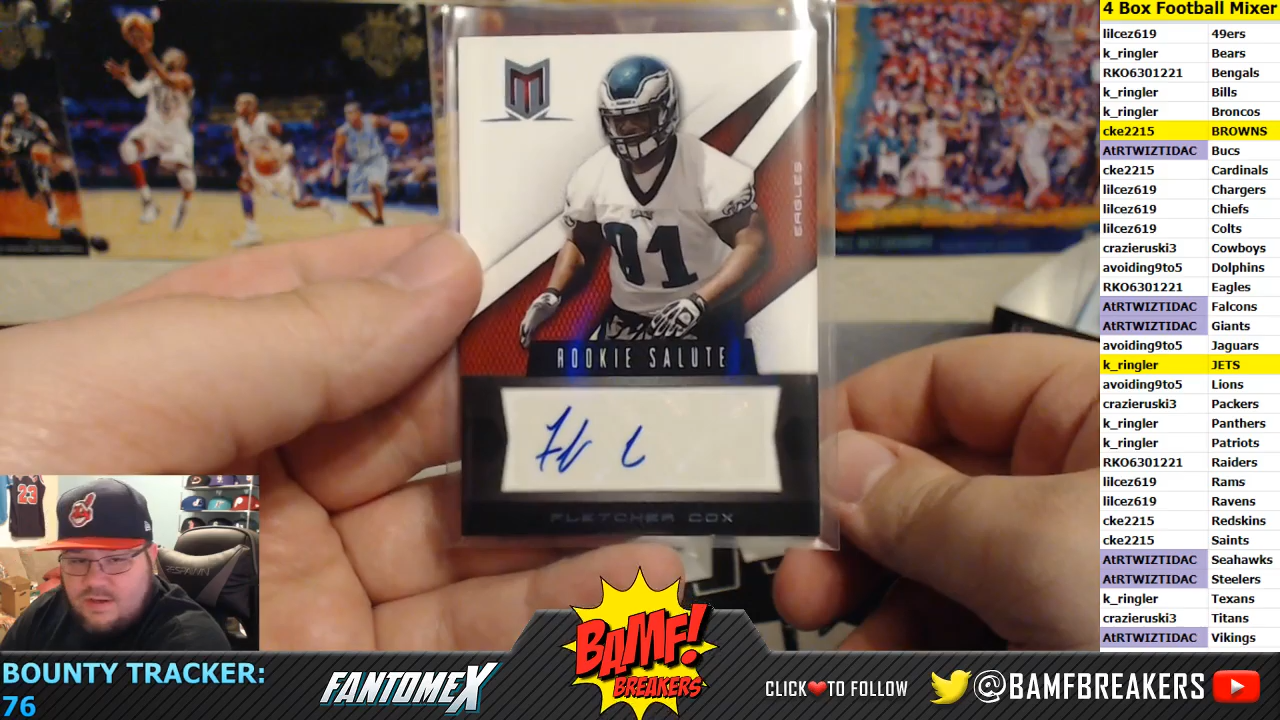 EAGLES
91
ROOKIE SALUTE
FLETCHER COX
23
RESPAWN
BOUNTY TRACKER:
76
FANTOMEX
BAMF!
BREAKERS
CLICK❤TO FOLLOW
@BAMFBREAKERS
4 Box Football Mixer
lilcez619 49ers
k_ringler Bears
RKO6301221 Bengals
k_ringler Bills
k_ringler Broncos
cke2215 BROWNS
AtRTWIZTIDAC Bucs
cke2215 Cardinals
lilcez619 Chargers
lilcez619 Chiefs
lilcez619 Colts
crazieruski3 Cowboys
avoiding9to5 Dolphins
RKO6301221 Eagles
AtRTWIZTIDAC Falcons
AtRTWIZTIDAC Giants
avoiding9to5 Jaguars
k_ringler JETS
avoiding9to5 Lions
crazieruski3 Packers
k_ringler Panthers
k_ringler Patriots
RKO6301221 Raiders
lilcez619 Rams
lilcez619 Ravens
cke2215 Redskins
cke2215 Saints
AtRTWIZTIDAC Seahawks
AtRTWIZTIDAC Steelers
k_ringler Texans
crazieruski3 Titans
AtRTWIZTIDAC Vikings